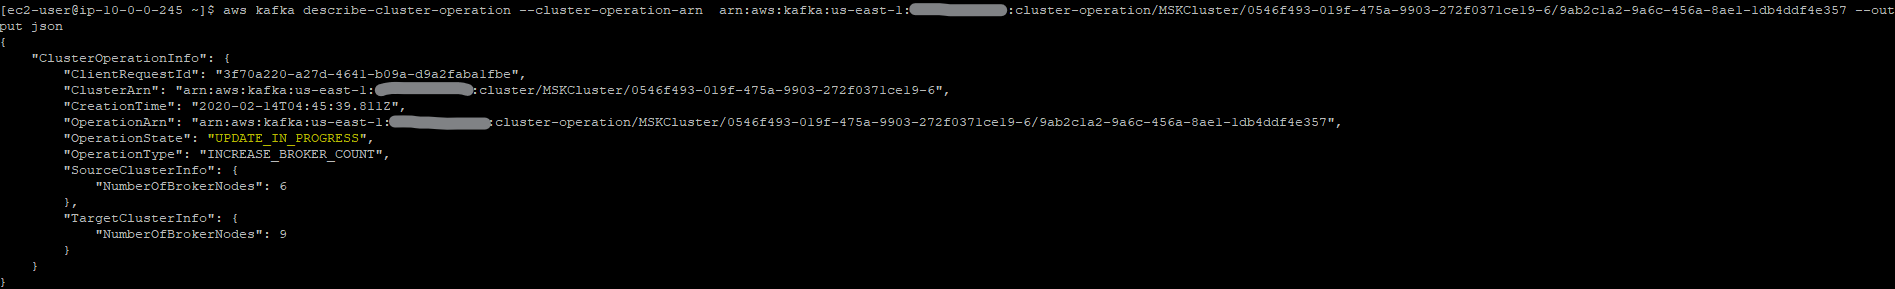 [ec2-user@ip-10-0-0-245 ~]$ aws kafka describe-cluster-operation --cluster-operation-arn  arn:aws:kafka:us-east-1: :cluster-operation/MSKCluster/0546f493-019f-475a-9903-272f0371ce19-6/9ab2c1a2-9a6c-456a-8ae1-1db4ddf4e357 --out
put json
{
    "ClusterOperationInfo": {
        "ClientRequestId": "3f70a220-a27d-4641-b09a-d9a2faba1fbe",
        "ClusterArn": "arn:aws:kafka:us-east-1: :cluster/MSKCluster/0546f493-019f-475a-9903-272f0371ce19-6",
        "CreationTime": "2020-02-14T04:45:39.811Z",
        "OperationArn": "arn:aws:kafka:us-east-1: :cluster-operation/MSKCluster/0546f493-019f-475a-9903-272f0371ce19-6/9ab2c1a2-9a6c-456a-8ae1-1db4ddf4e357",
        "OperationState": "UPDATE_IN_PROGRESS",
        "OperationType": "INCREASE_BROKER_COUNT",
        "SourceClusterInfo": {
            "NumberOfBrokerNodes": 6
        },
        "TargetClusterInfo": {
            "NumberOfBrokerNodes": 9
        }
    }
}